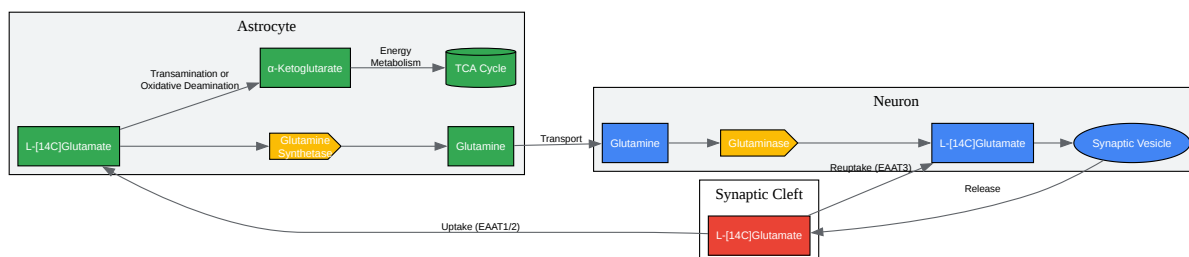 Astrocyte
Energy
Metabolism
α-Ketoglutarate
TCA Cycle
Transamination or
Oxidative Deamination
L-[14C]Glutamate
Glutamine
Synthetase
Glutamine
Transport
Neuron
Glutamine
Glutaminase
L-[14C]Glutamate
Synaptic Vesicle
Reuptake (EAAT3)
Release
Synaptic Cleft
L-[14C]Glutamate
Uptake (EAAT1/2)